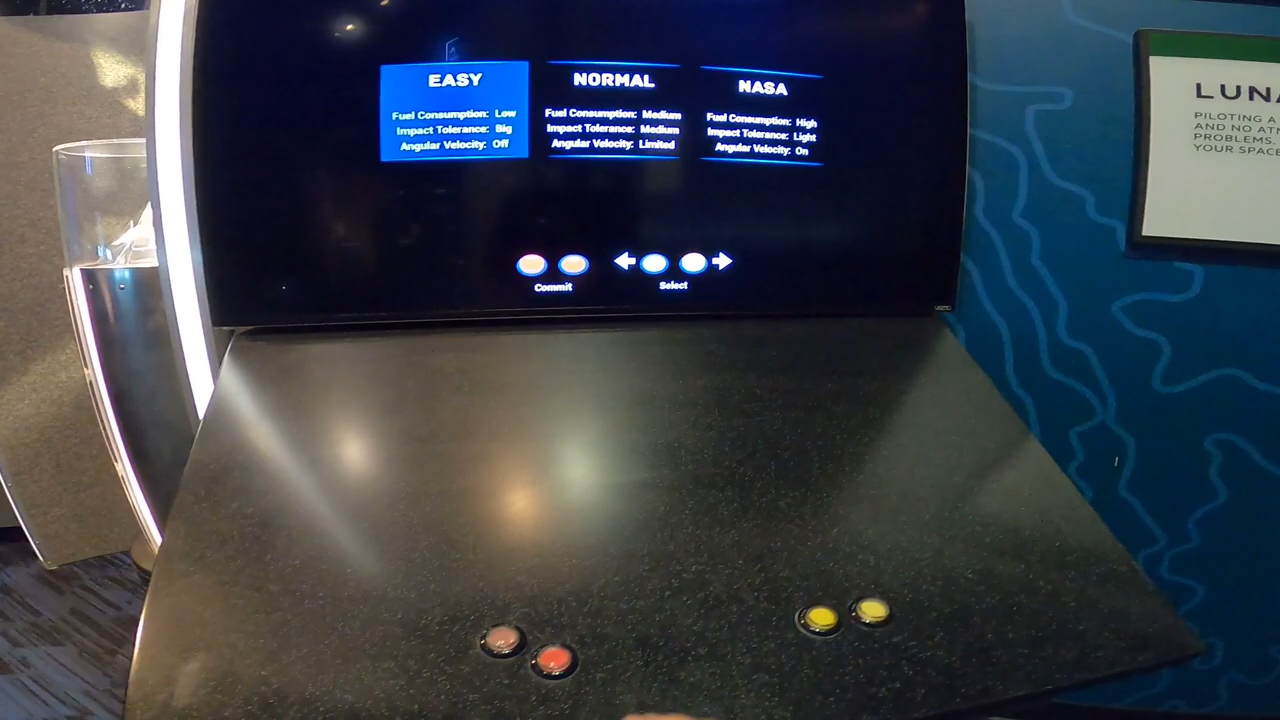 EASY
Fuel Consumption: Low
Impact Tolerance: Big
Angular Velocity: Off
NORMAL
Fuel Consumption: Medium
Impact Tolerance: Medium
Angular Velocity: Limited
NASA
Fuel Consumption: High
Impact Tolerance: Light
Angular Velocity: On
Commit
Select
LUNA
PILOTING A
AND NO AT
PROBLEMS.
YOUR SPACE